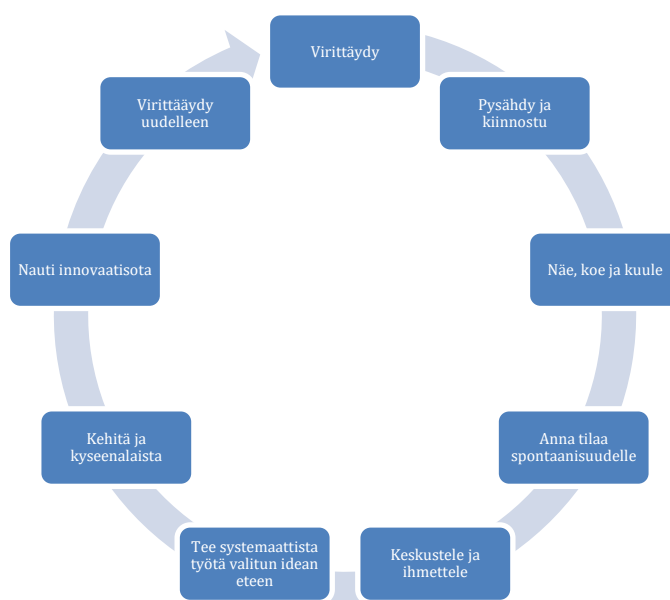 Virittäydy
Pysähdy ja
kiinnostu
Näe, koe ja kuule
Anna tilaa
spontaanisuudelle
Keskustele ja
ihmettele
Tee systemaattista
työtä valitun idean
eteen
Kehitä ja
kyseenalaista
Nauti innovaatisota
Virittääydy
uudelleen